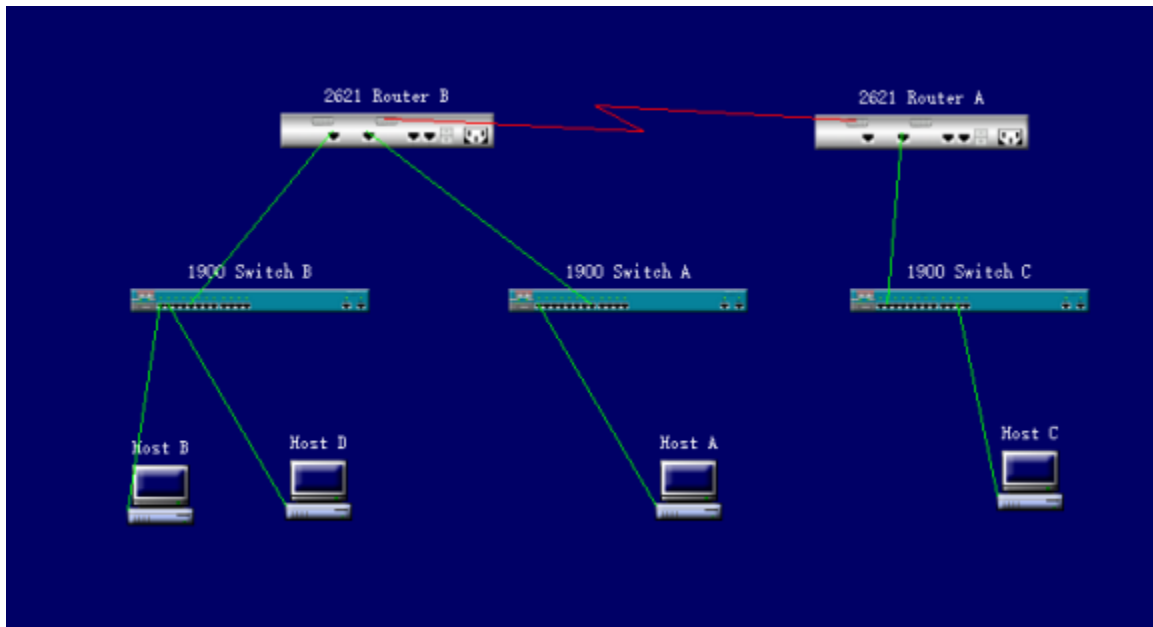 2621 Router B
2621 Router A
1900 Switch B
1900 Switch A
1900 Switch C
Host B
Host D
Host A
Host C